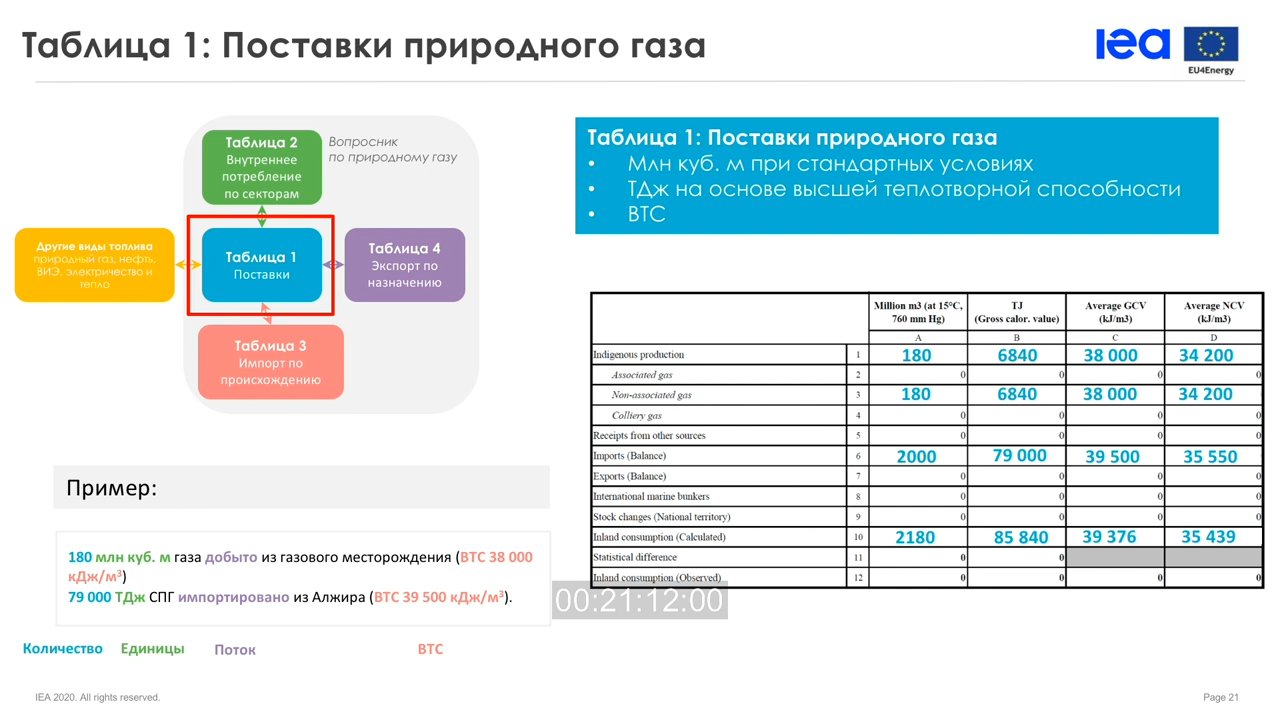 Таблица 1: Поставки природного газа
iea
EU4Energy
Таблица 2
Внутреннее
потребление
по секторам
Вопросник
по природному газу
Другие виды топлива
природный газ, нефть,
ВИЭ, электричество и
тепло
Таблица 1
Поставки
Таблица 4
Экспорт по
назначению
Таблица 3
Импорт по
происхождению
Таблица 1: Поставки природного газа
• Млн куб. м при стандартных условиях
• ТДж на основе высшей теплотворной способности
• ВТС
Million m3 (at 15°C,
760 mm Hg)
TJ
(Gross calor. value)
Average GCV
(kJ/m3)
Average NCV
(kJ/m3)
A B C D
Indigenous production 1 180 6840 38 000 34 200
Associated gas 2 0 0 0 0
Non-associated gas 3 180 6840 38 000 34 200
Colliery gas 4 0 0 0 0
Receipts from other sources 5 0 0 0 0
Imports (Balance) 6 2000 79 000 39 500 35 550
Exports (Balance) 7 0 0 0 0
International marine bunkers 8 0 0 0 0
Stock changes (National territory) 9 0 0 0 0
Inland consumption (Calculated) 10 2180 85 840 39 376 35 439
Statistical difference 11 0 0
Inland consumption (Observed) 12 0 0 0 0
Пример:
180 млн куб. м газа добыто из газового месторождения (ВТС 38 000
кДж/м³)
79 000 ТДж СПГ импортировано из Алжира (ВТС 39 500 кДж/м³).
00:21:12:00
Количество Единицы Поток ВТС
IEA 2020. All rights reserved.
Page 21